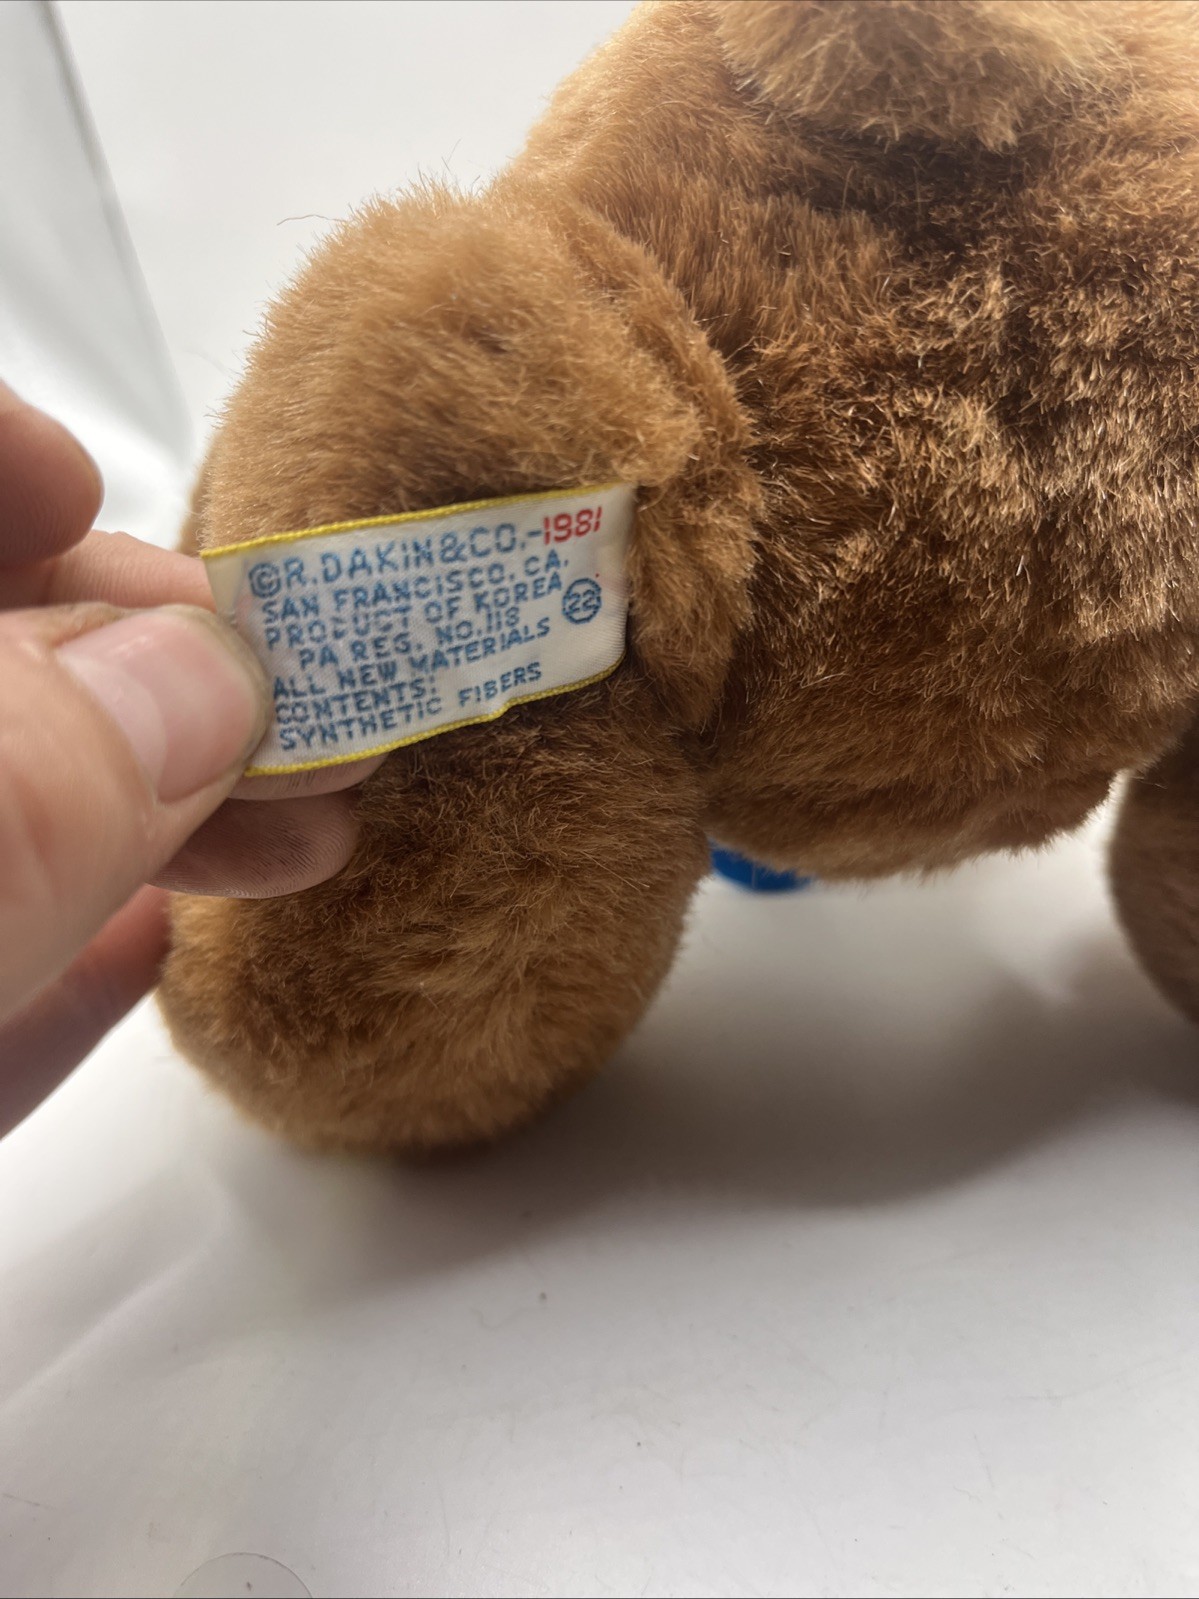 ©R.DAKIN&CO.-1981
SAN FRANCISCO, CA.
PRODUCT OF KOREA
22
PA REG. NO.118
ALL NEW MATERIALS
CONTENTS:
SYNTHETIC FIBERS